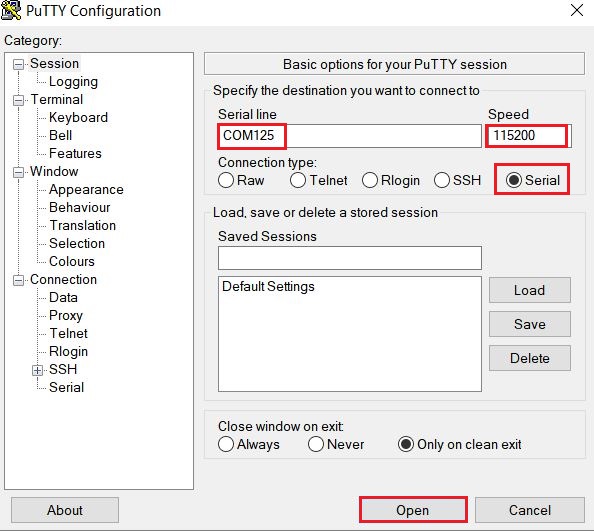 PuTTY Configuration
Category:
Session
Logging
Terminal
Keyboard
Bell
Features
Window
Appearance
Behaviour
Translation
Selection
Colours
Connection
Data
Proxy
Telnet
Rlogin
SSH
Serial
Basic options for your PuTTY session
Specify the destination you want to connect to
Serial line Speed
COM125 115200
Connection type:
Raw Telnet Rlogin SSH Serial
Load, save or delete a stored session
Saved Sessions
Default Settings
Load
Save
Delete
Close window on exit:
Always Never Only on clean exit
About Open Cancel